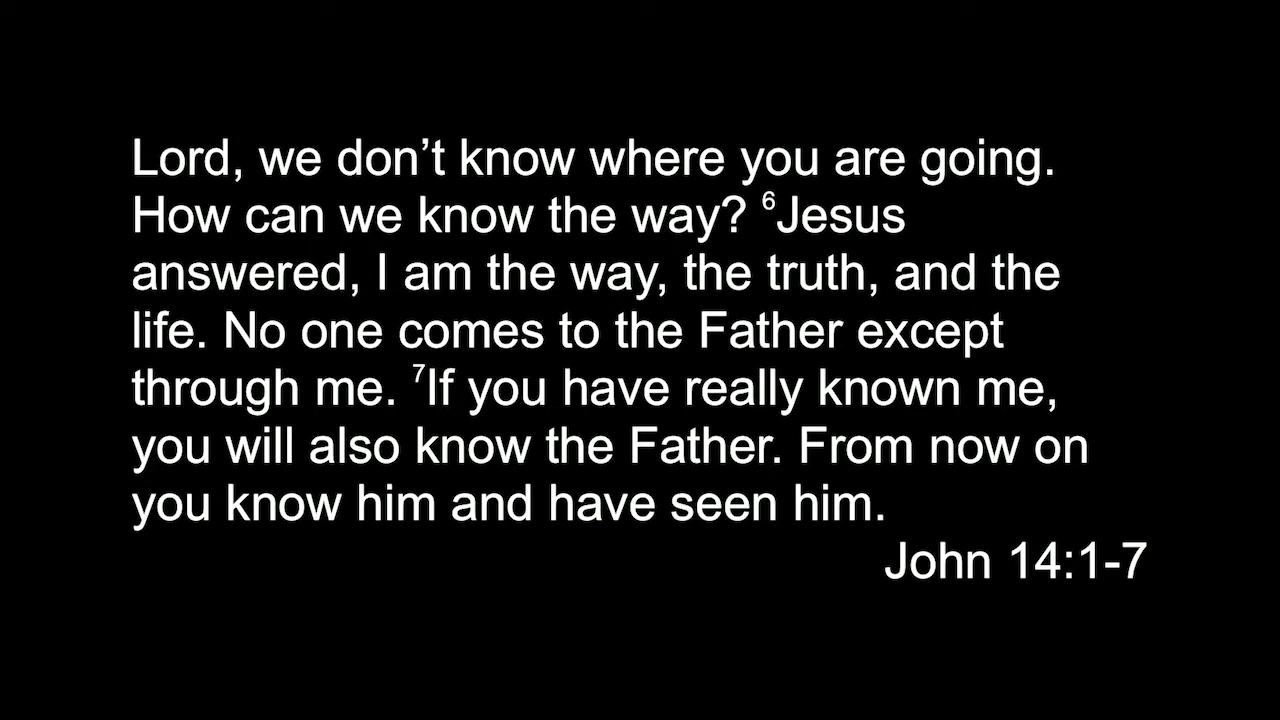 Lord, we don’t know where you are going.
How can we know the way? ⁶Jesus
answered, I am the way, the truth, and the
life. No one comes to the Father except
through me. ⁷If you have really known me,
you will also know the Father. From now on
you know him and have seen him.
John 14:1-7